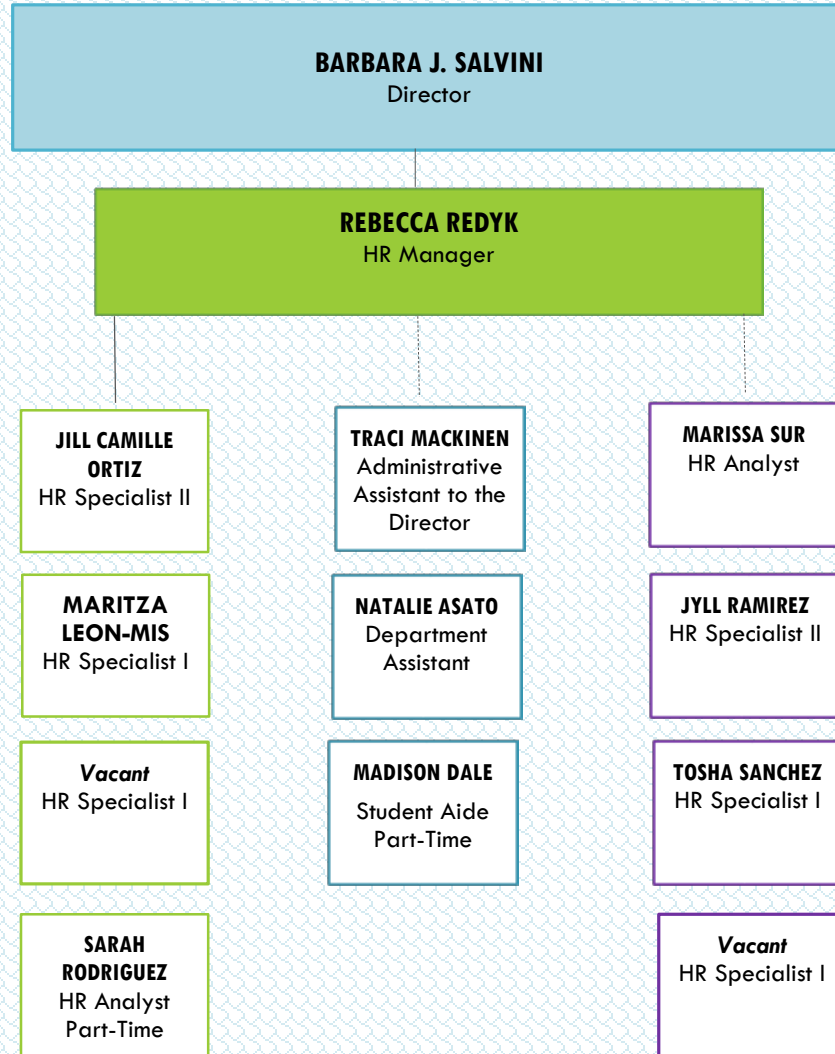 BARBARA J. SALVINI
Director
REBECCA REDYK
HR Manager
JILL CAMILLE
ORTIZ
HR Specialist II
MARITZA
LEON-MIS
HR Specialist I
Vacant
HR Specialist I
SARAH
RODRIGUEZ
HR Analyst
Part-Time
TRACI MACKINEN
Administrative
Assistant to the
Director
NATALIE ASATO
Department
Assistant
MADISON DALE
Student Aide
Part-Time
MARISSA SUR
HR Analyst
JYLL RAMIREZ
HR Specialist II
TOSHA SANCHEZ
HR Specialist I
Vacant
HR Specialist I